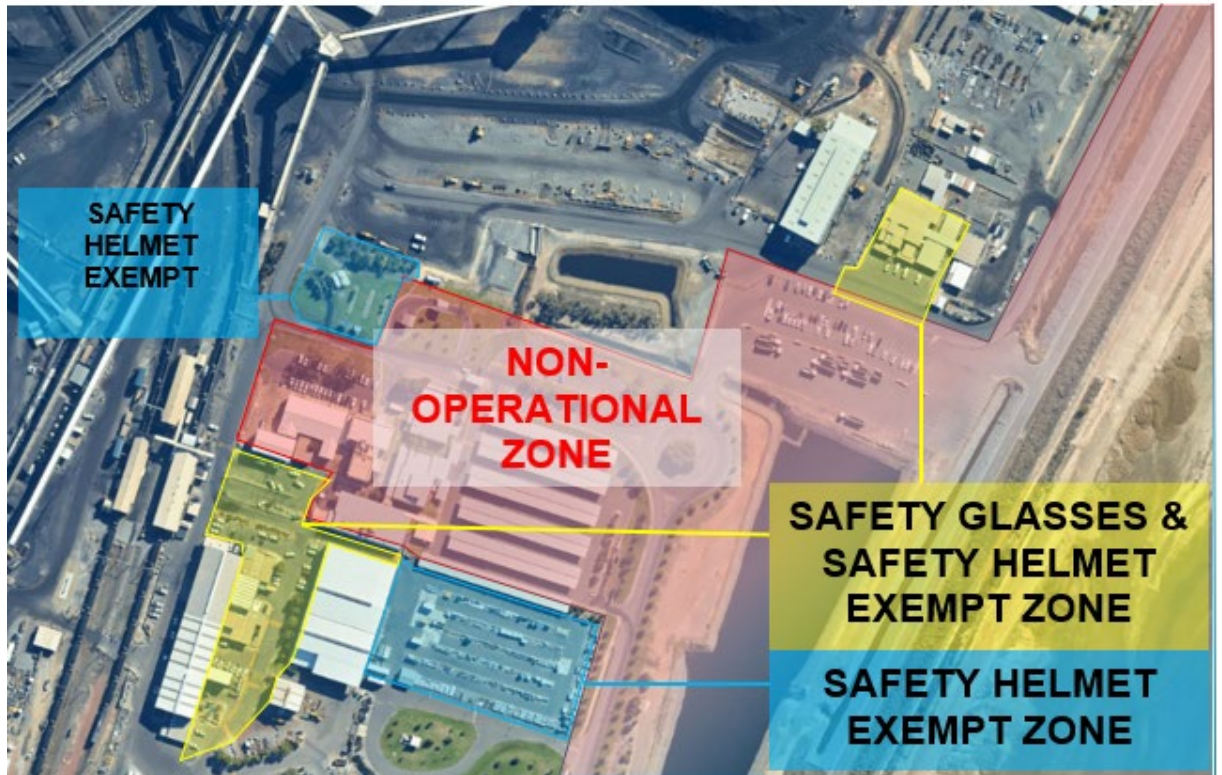 SAFETY
HELMET
EXEMPT
NON-
OPERATIONAL
ZONE
SAFETY GLASSES &
SAFETY HELMET
EXEMPT ZONE
SAFETY HELMET
EXEMPT ZONE